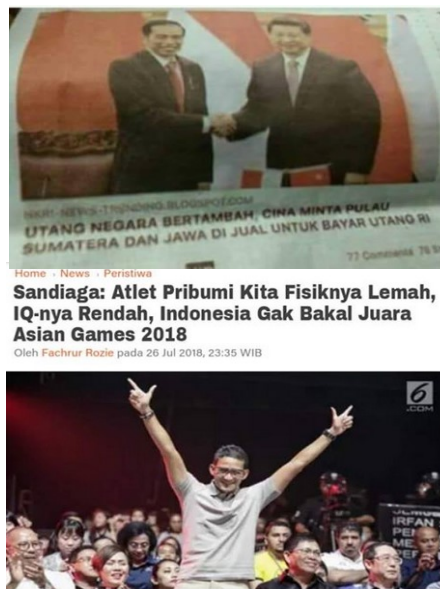 NKRI-NEWS-TRENDING.BLOGSPOT.COM
UTANG NEGARA BERTAMBAH, CINA MINTA PULAU
SUMATERA DAN JAWA DI JUAL UNTUK BAYAR UTANG RI
77 Comments 76
Home › News › Peristiwa
Sandiaga: Atlet Pribumi Kita Fisiknya Lemah,
IQ-nya Rendah, Indonesia Gak Bakal Juara
Asian Games 2018
Oleh Fachrur Rozie pada 26 Jul 2018, 23:35 WIB
6
.COM
IRFAN